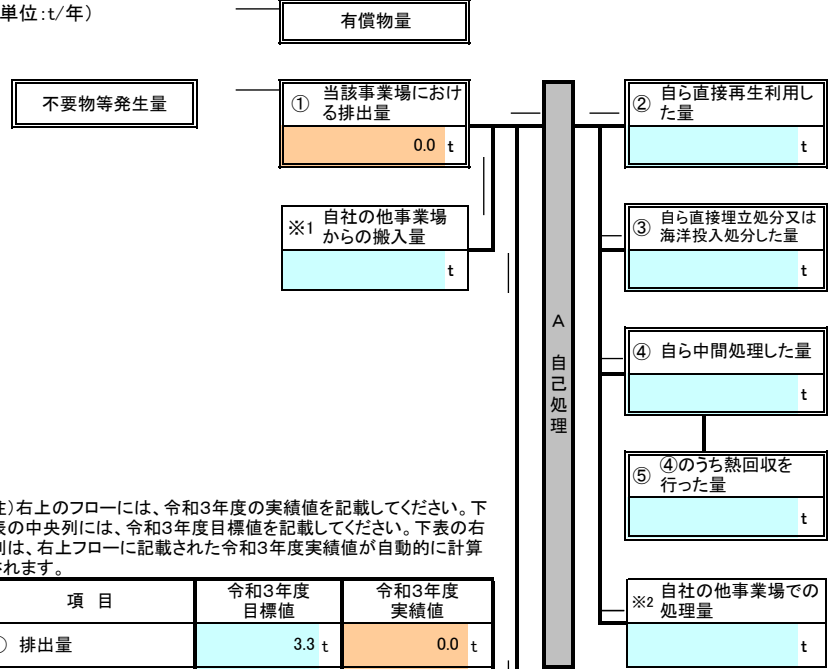 単位:t/年)
有償物量
不要物等発生量
① 当該事業場におけ
る排出量
0.0 t
※1 自社の他事業場
からの搬入量
t
A
自己処理
② 自ら直接再生利用し
た量
t
③ 自ら直接埋立処分又は
海洋投入処分した量
t
④ 自ら中間処理した量
t
⑤ ④のうち熱回収を
行った量
t
※2 自社の他事業場での
処理量
t
)右上のフローには、令和3年度の実績値を記載してください。下
表の中央列には、令和3年度目標値を記載してください。下表の右
列は、右上フローに記載された令和3年度実績値が自動的に計算
されます。
項 目 令和3年度
目標値 令和3年度
実績値
排出量 3.3 t 0.0 t